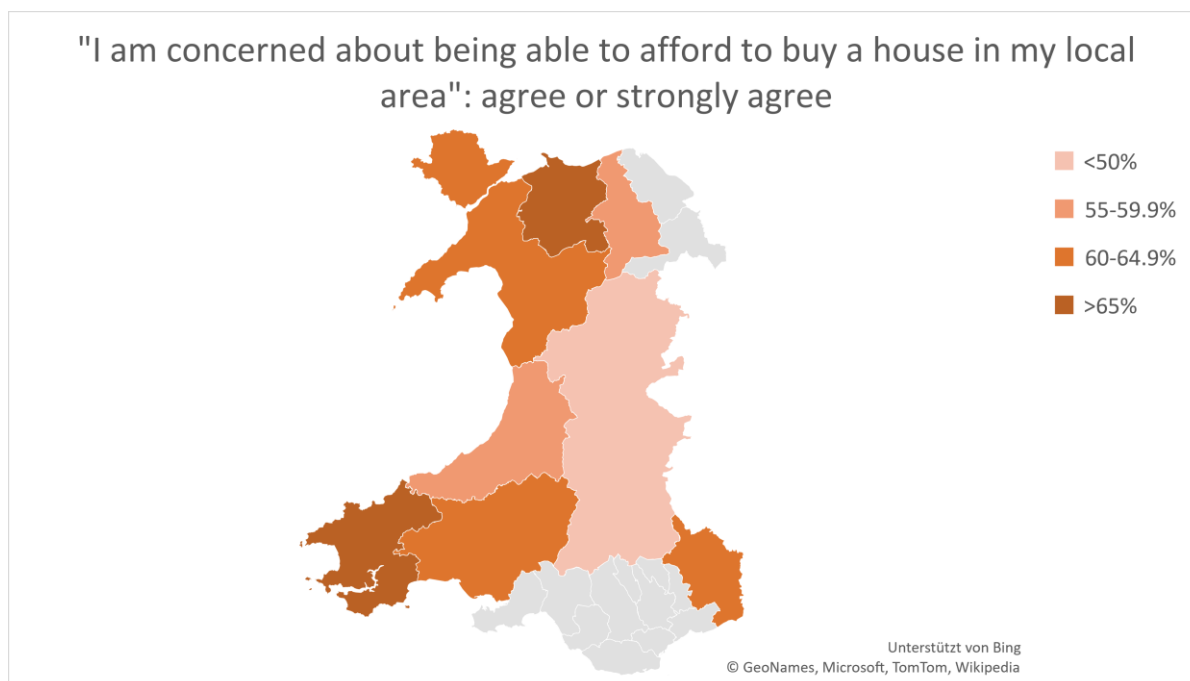 "I am concerned about being able to afford to buy a house in my local
area": agree or strongly agree
<50%
55-59.9%
60-64.9%
>65%
Unterstützt von Bing
© GeoNames, Microsoft, TomTom, Wikipedia